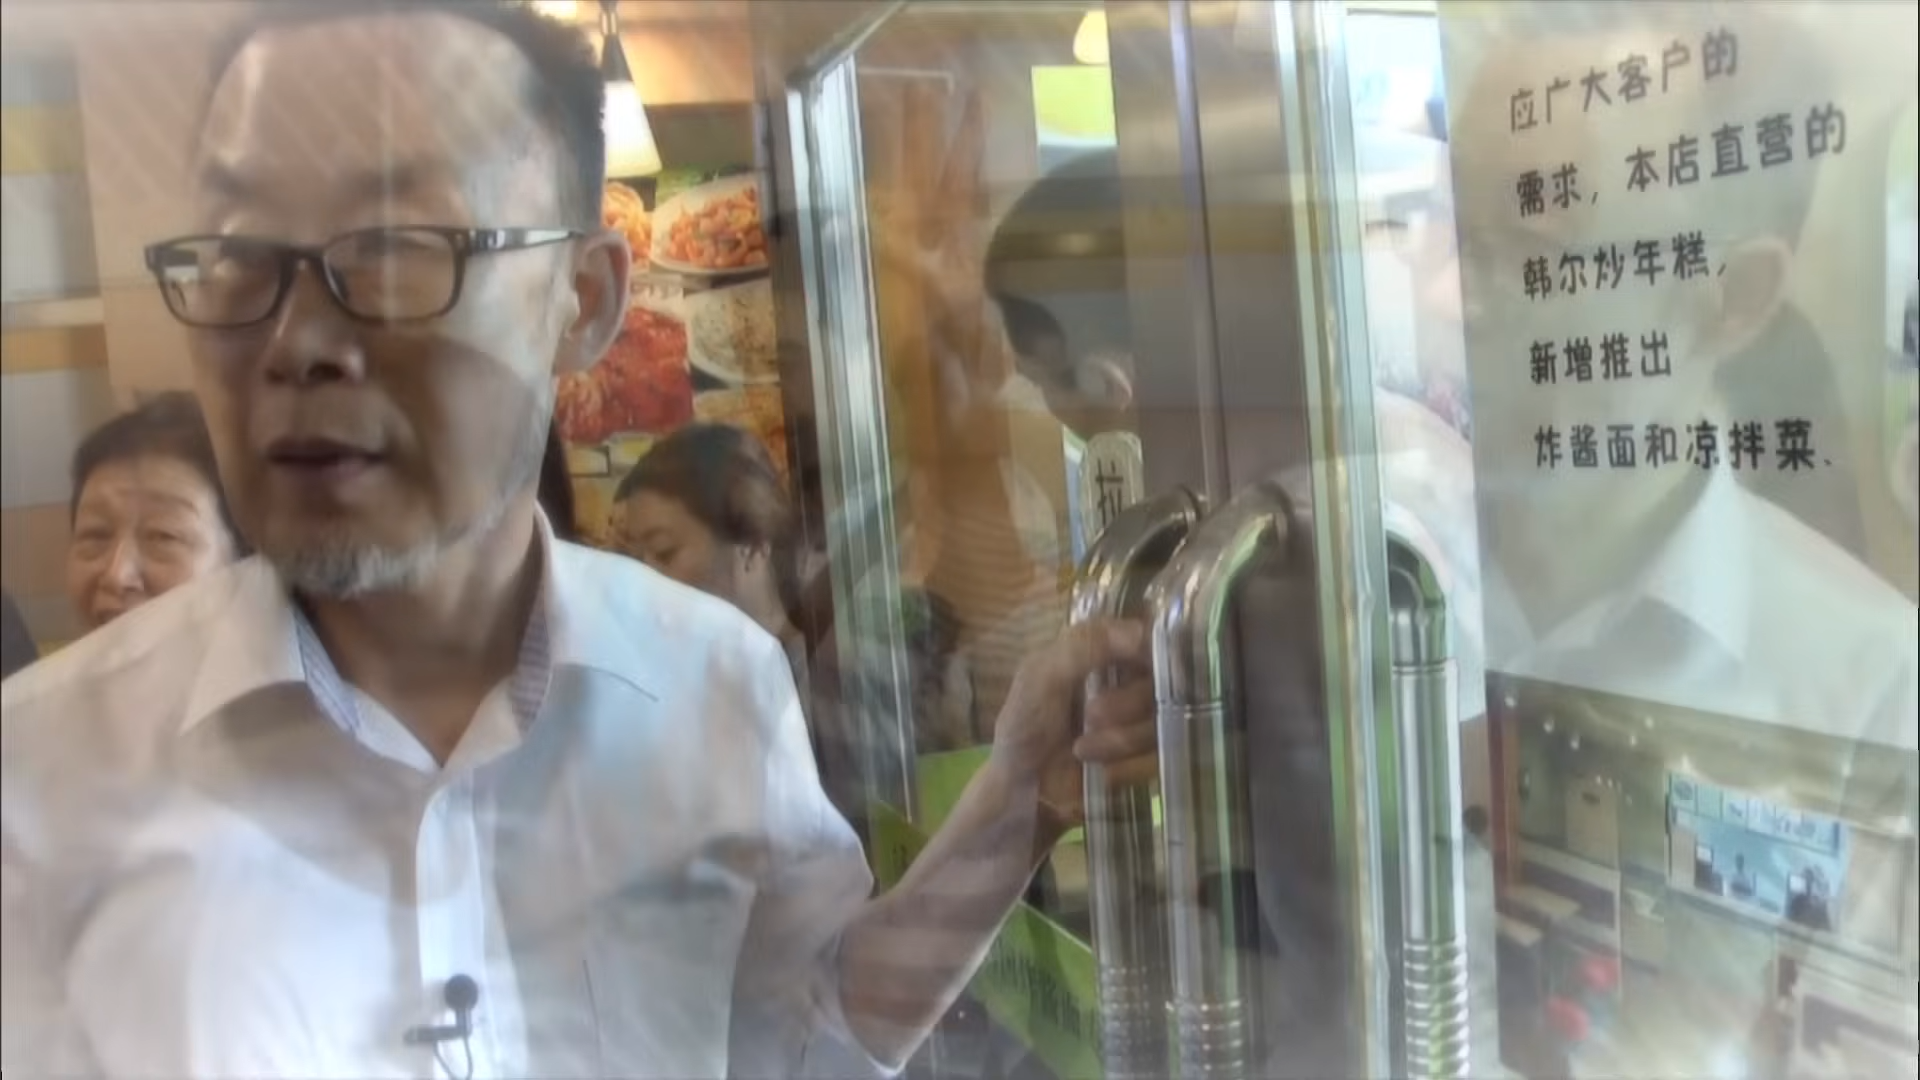 应广大客户的
需求，本店直营的
韩尔炒年糕，
新增推出
炸酱面和凉拌菜、
拉